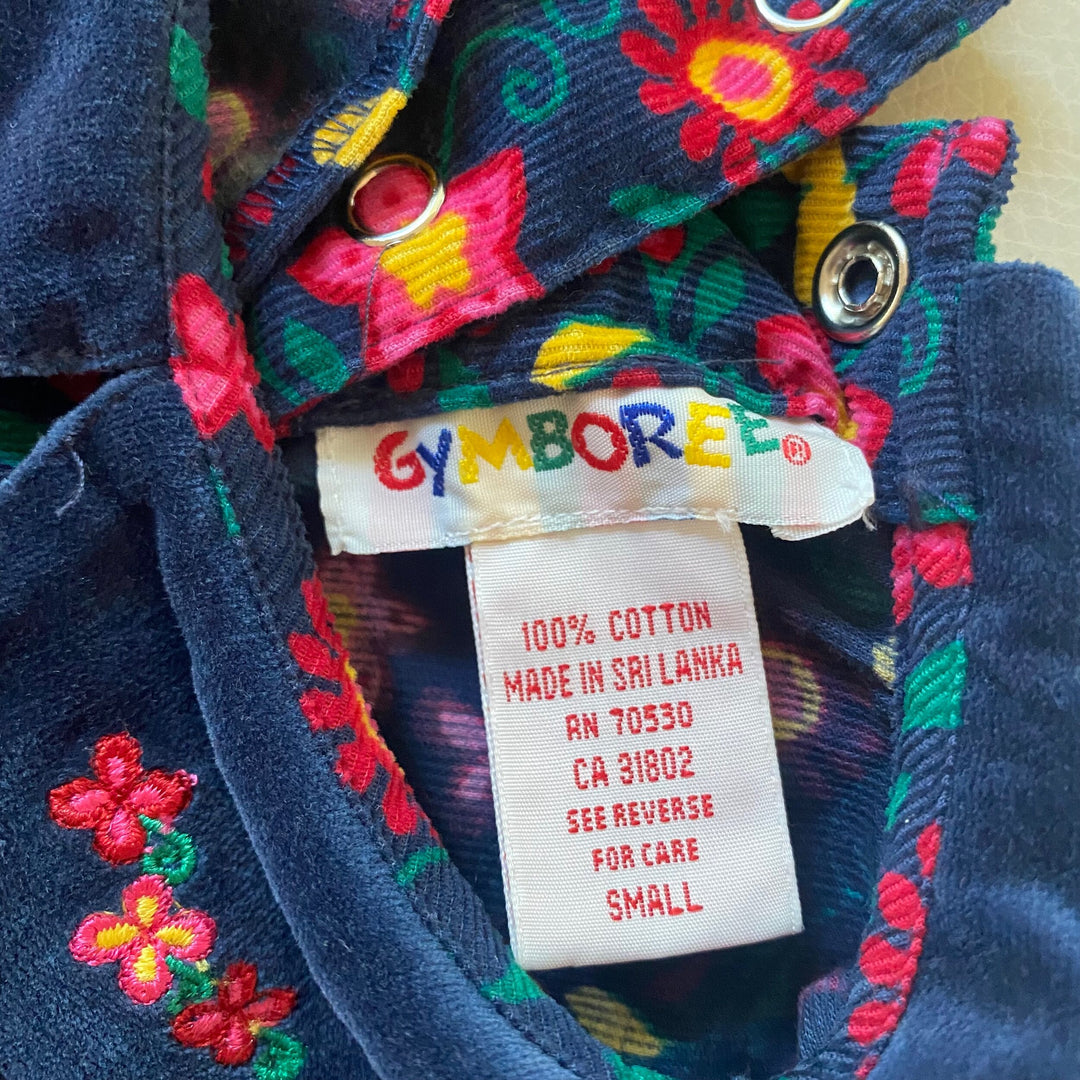 GYMBOREE®
100% COTTON
MADE IN SRI LANKA
RN 70530
CA 31802
SEE REVERSE
FOR CARE
SMALL